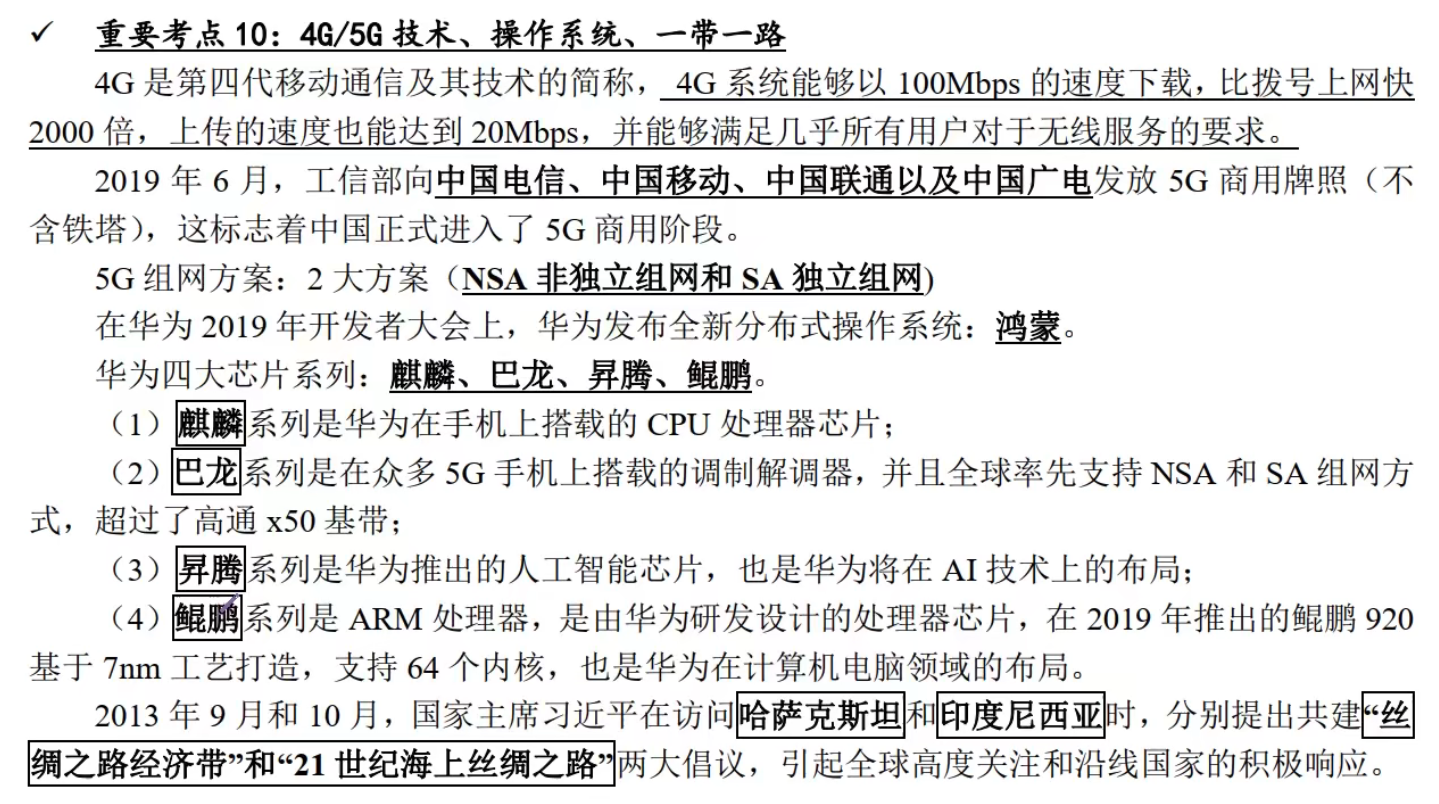 ✓ 重要考点 10：4G/5G 技术、操作系统、一带一路
4G 是第四代移动通信及其技术的简称， 4G 系统能够以 100Mbps 的速度下载，比拨号上网快
2000 倍，上传的速度也能达到 20Mbps，并能够满足几乎所有用户对于无线服务的要求。
2019 年 6 月，工信部向中国电信、中国移动、中国联通以及中国广电发放 5G 商用牌照（不
含铁塔），这标志着中国正式进入了 5G 商用阶段。
5G 组网方案：2 大方案（NSA 非独立组网和 SA 独立组网)
在华为 2019 年开发者大会上，华为发布全新分布式操作系统：鸿蒙。
华为四大芯片系列：麒麟、巴龙、昇腾、鲲鹏。
（1）麒麟系列是华为在手机上搭载的 CPU 处理器芯片；
（2）巴龙系列是在众多 5G 手机上搭载的调制解调器，并且全球率先支持 NSA 和 SA 组网方
式，超过了高通 x50 基带；
（3）昇腾系列是华为推出的人工智能芯片，也是华为将在 AI 技术上的布局；
（4）鲲鹏系列是 ARM 处理器，是由华为研发设计的处理器芯片，在 2019 年推出的鲲鹏 920
基于 7nm 工艺打造，支持 64 个内核，也是华为在计算机电脑领域的布局。
2013 年 9 月和 10 月，国家主席习近平在访问哈萨克斯坦和印度尼西亚时，分别提出共建“丝
绸之路经济带”和“21 世纪海上丝绸之路”两大倡议，引起全球高度关注和沿线国家的积极响应。